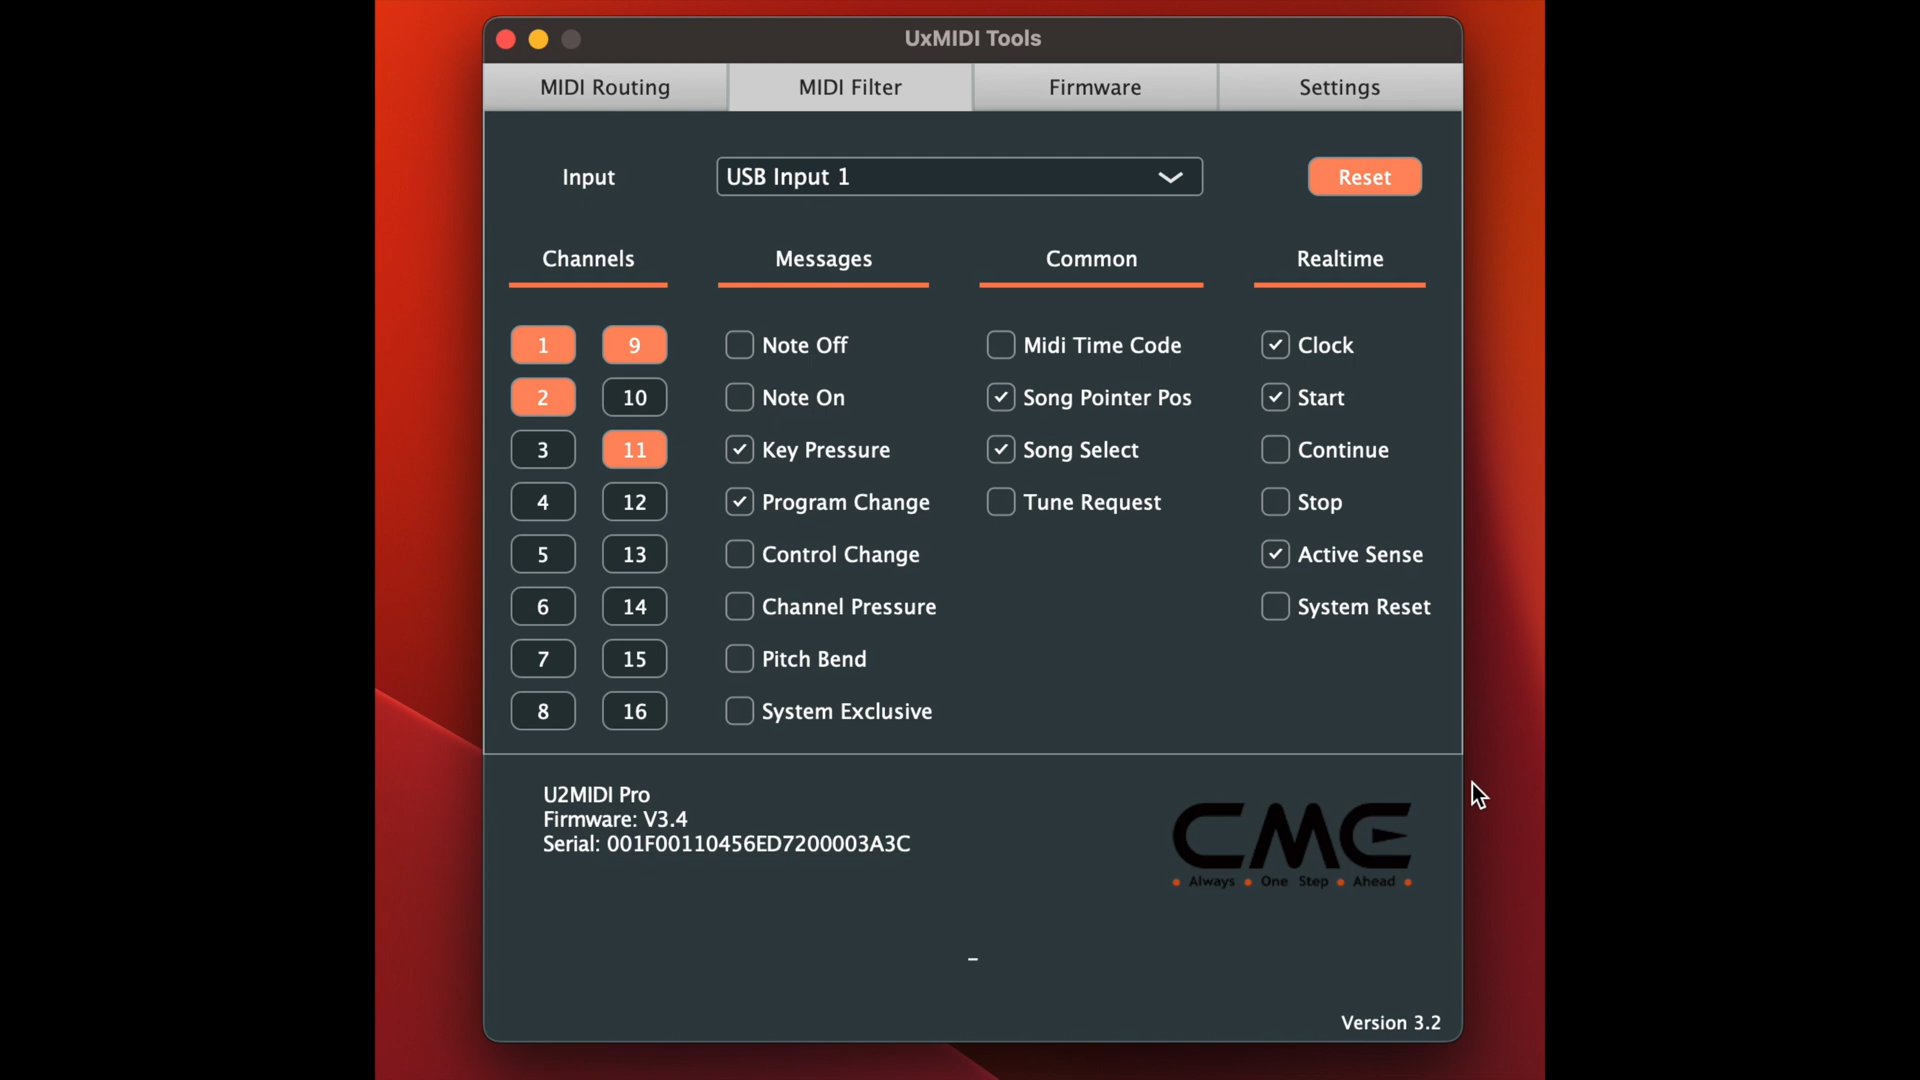 UxMIDI Tools
MIDI Routing
MIDI Filter
Firmware
Settings
Input
USB Input 1
Reset
Channels
Messages
Common
Realtime
1 9
2 10
3 11
4 12
5 13
6 14
7 15
8 16
Note Off
Note On
Key Pressure
Program Change
Control Change
Channel Pressure
Pitch Bend
System Exclusive
Midi Time Code
Song Pointer Pos
Song Select
Tune Request
Clock
Start
Continue
Stop
Active Sense
System Reset
U2MIDI Pro
Firmware: V3.4
Serial: 001F00110456ED7200003A3C
CME
• Always • One Step • Ahead •
–
Version 3.2